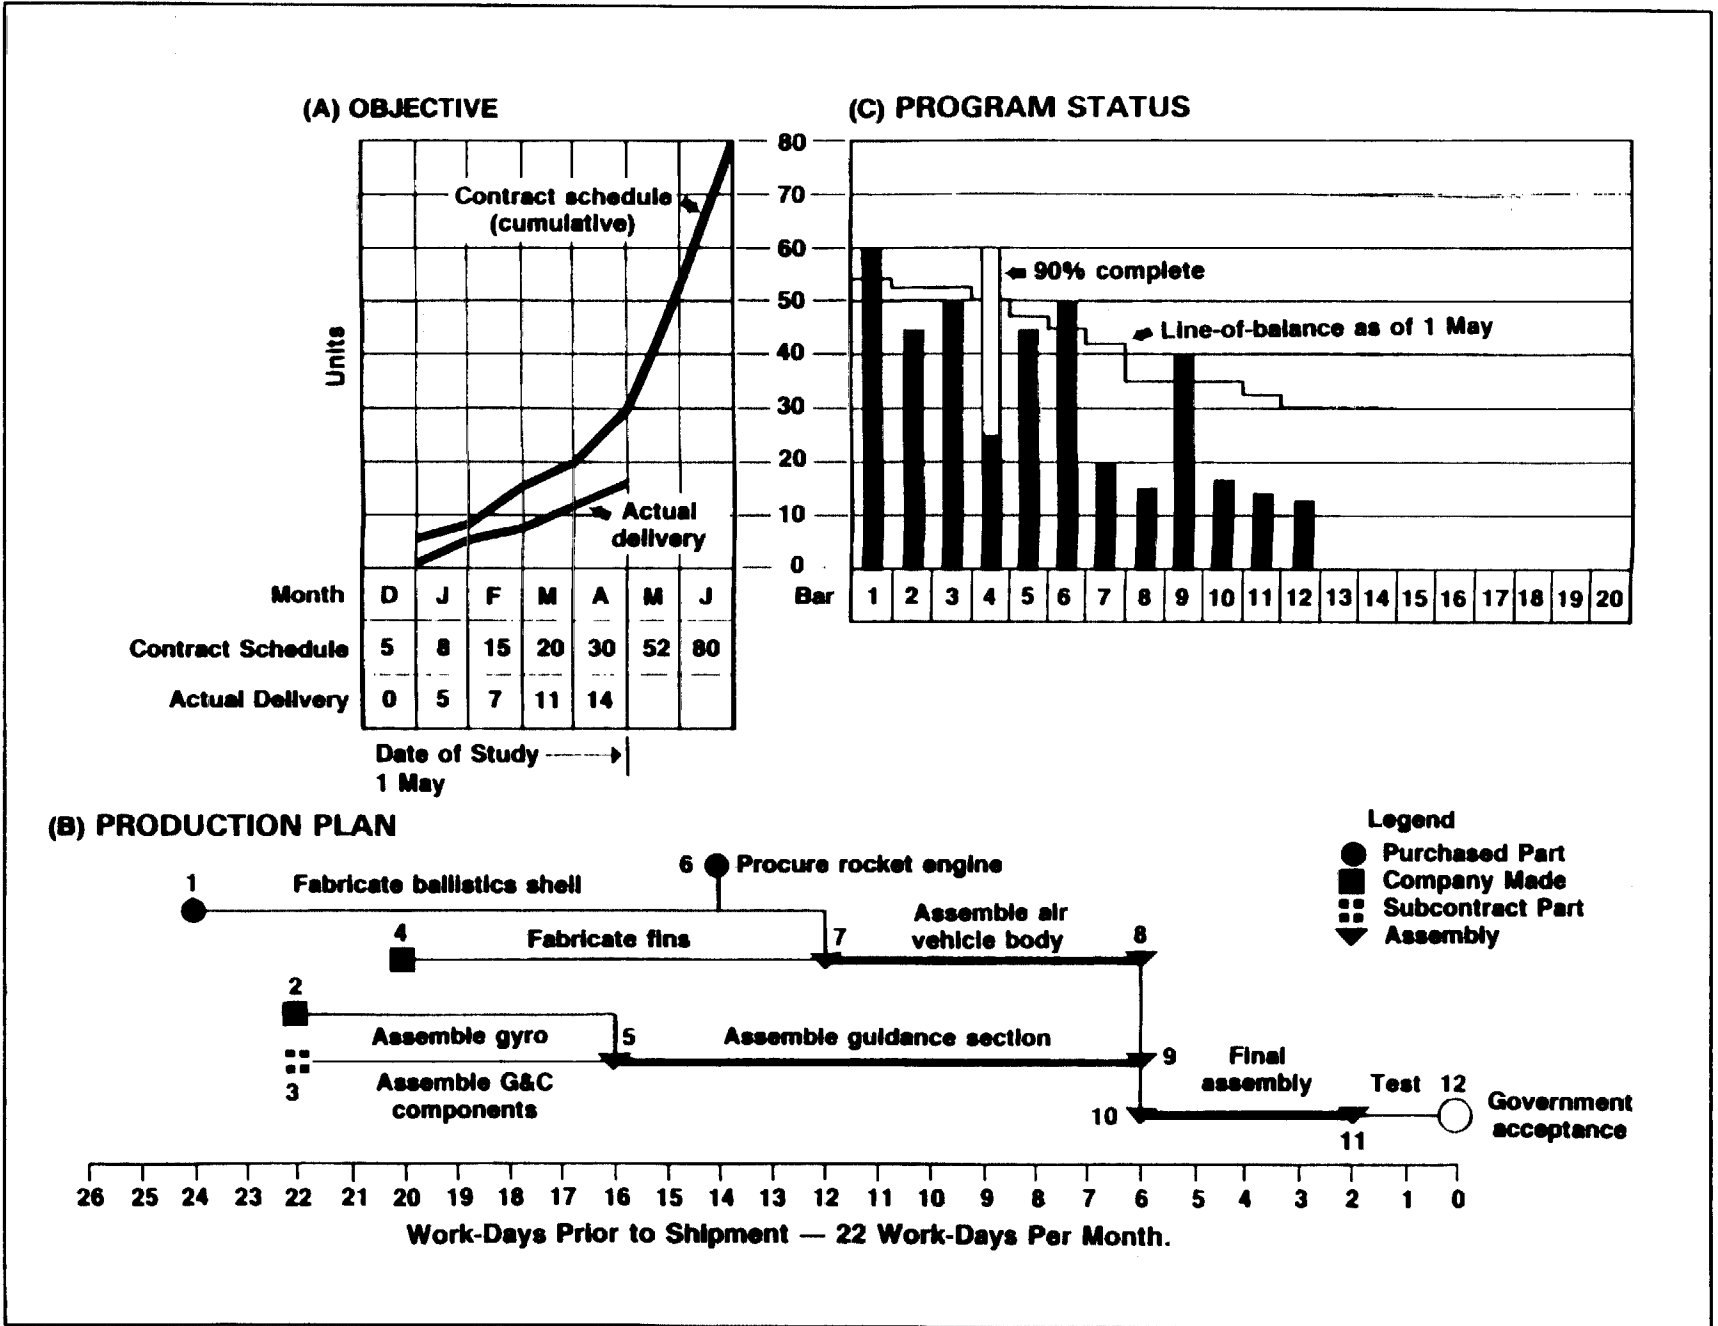 (A) OBJECTIVE
(C) PROGRAM STATUS
80
70
60
50
40
30
20
10
0
Units
Contract schedule
(cumulative)
Actual
delivery
90% complete
Line-of-balance as of 1 May
Month D J F M A M J
Contract Schedule 5 8 15 20 30 52 80
Actual Delivery 0 5 7 11 14
Bar 1 2 3 4 5 6 7 8 9 10 11 12 13 14 15 16 17 18 19 20
Date of Study
1 May
(B) PRODUCTION PLAN
Legend
Purchased Part
Company Made
Subcontract Part
Assembly
6 Procure rocket engine
1
Fabricate ballistics shell
4
Fabricate fins
7
Assemble air
vehicle body
8
2
Assemble gyro
5
Assemble guidance section
9
3
Assemble G&C
components
Final
assembly
10
11
Test 12
Government
acceptance
26 25 24 23 22 21 20 19 18 17 16 15 14 13 12 11 10 9 8 7 6 5 4 3 2 1 0
Work-Days Prior to Shipment — 22 Work-Days Per Month.